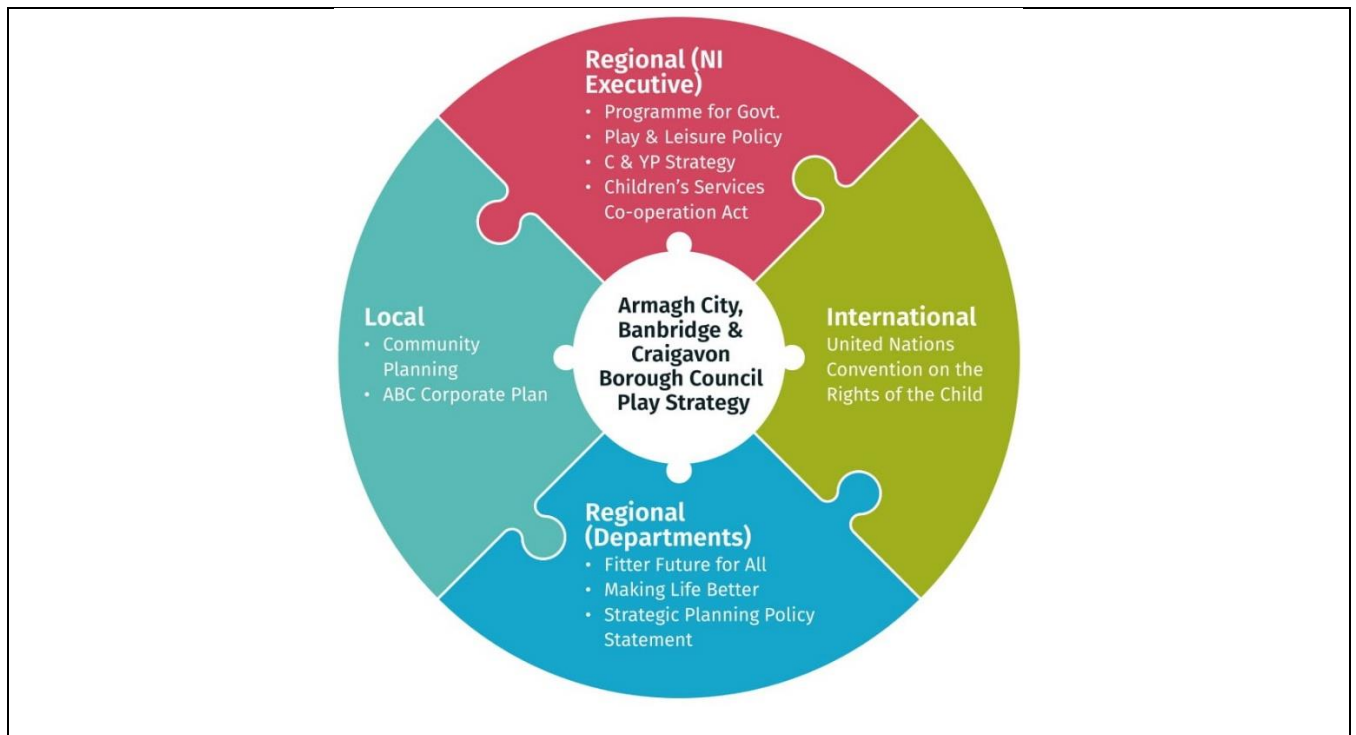 Regional (NI
Executive)
• Programme for Govt.
• Play & Leisure Policy
• C & YP Strategy
• Children's Services
Co-operation Act
Local
• Community
Planning
• ABC Corporate Plan
Armagh City,
Banbridge &
Craigavon
Borough Council
Play Strategy
International
United Nations
Convention on the
Rights of the Child
Regional
(Departments)
• Fitter Future for All
• Making Life Better
• Strategic Planning Policy
Statement